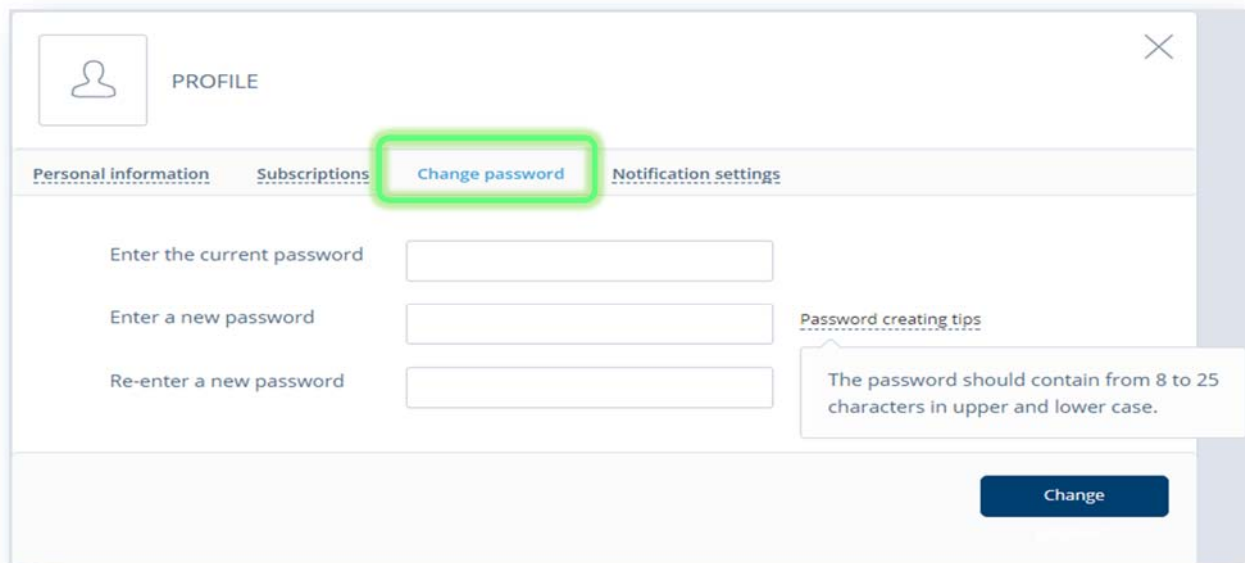 PROFILE
Personal information Subscriptions Change password Notification settings
Enter the current password
Enter a new password Password creating tips
Re-enter a new password The password should contain from 8 to 25
characters in upper and lower case.
Change